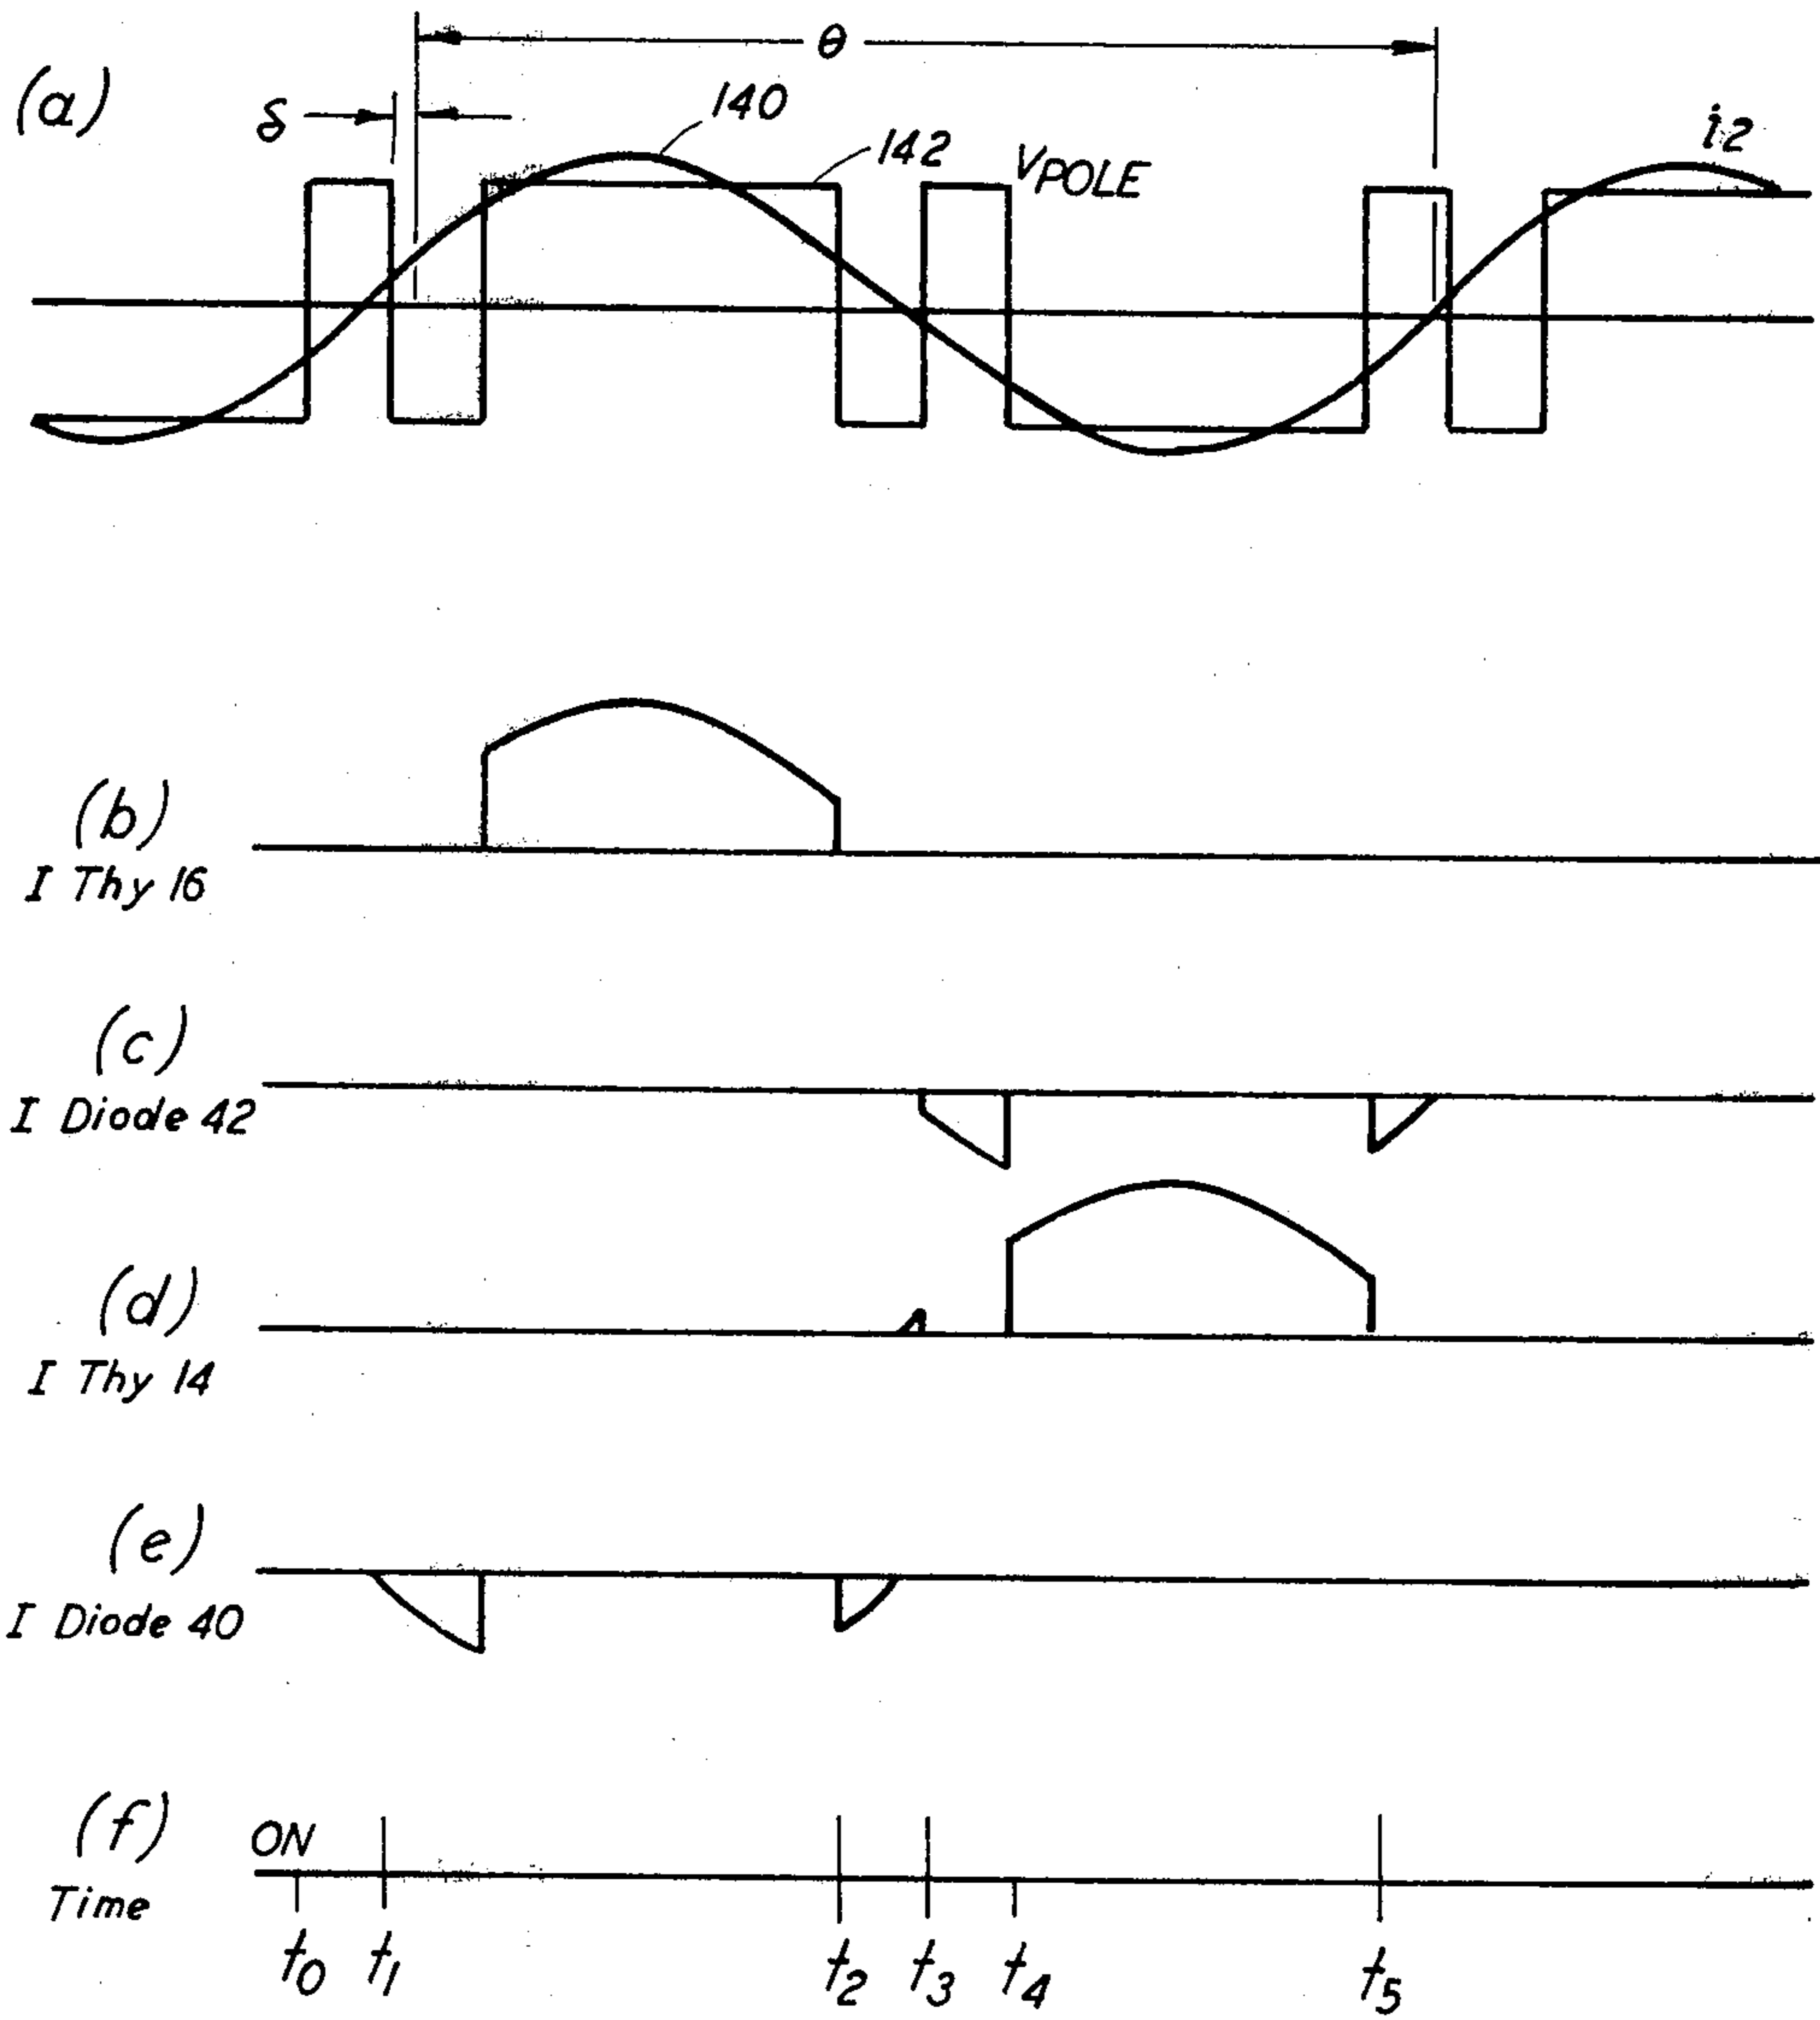 θ
(a)
δ
140
142
VPOLE
i2
(b)
I Thy 16
(c)
I Diode 42
(d)
I Thy 14
(e)
I Diode 40
(f)
ON
Time
t0 t1 t2 t3 t4 t5